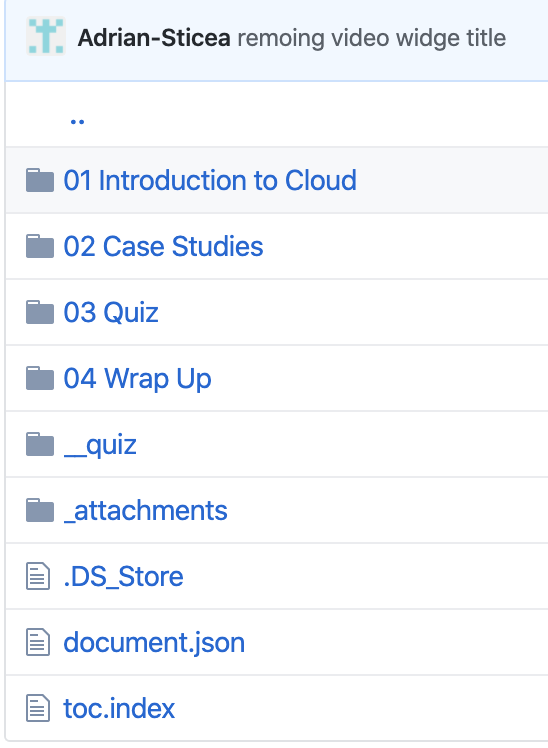 Adrian-Sticea remoing video widge title
..
01 Introduction to Cloud
02 Case Studies
03 Quiz
04 Wrap Up
__quiz
_attachments
.DS_Store
document.json
toc.index